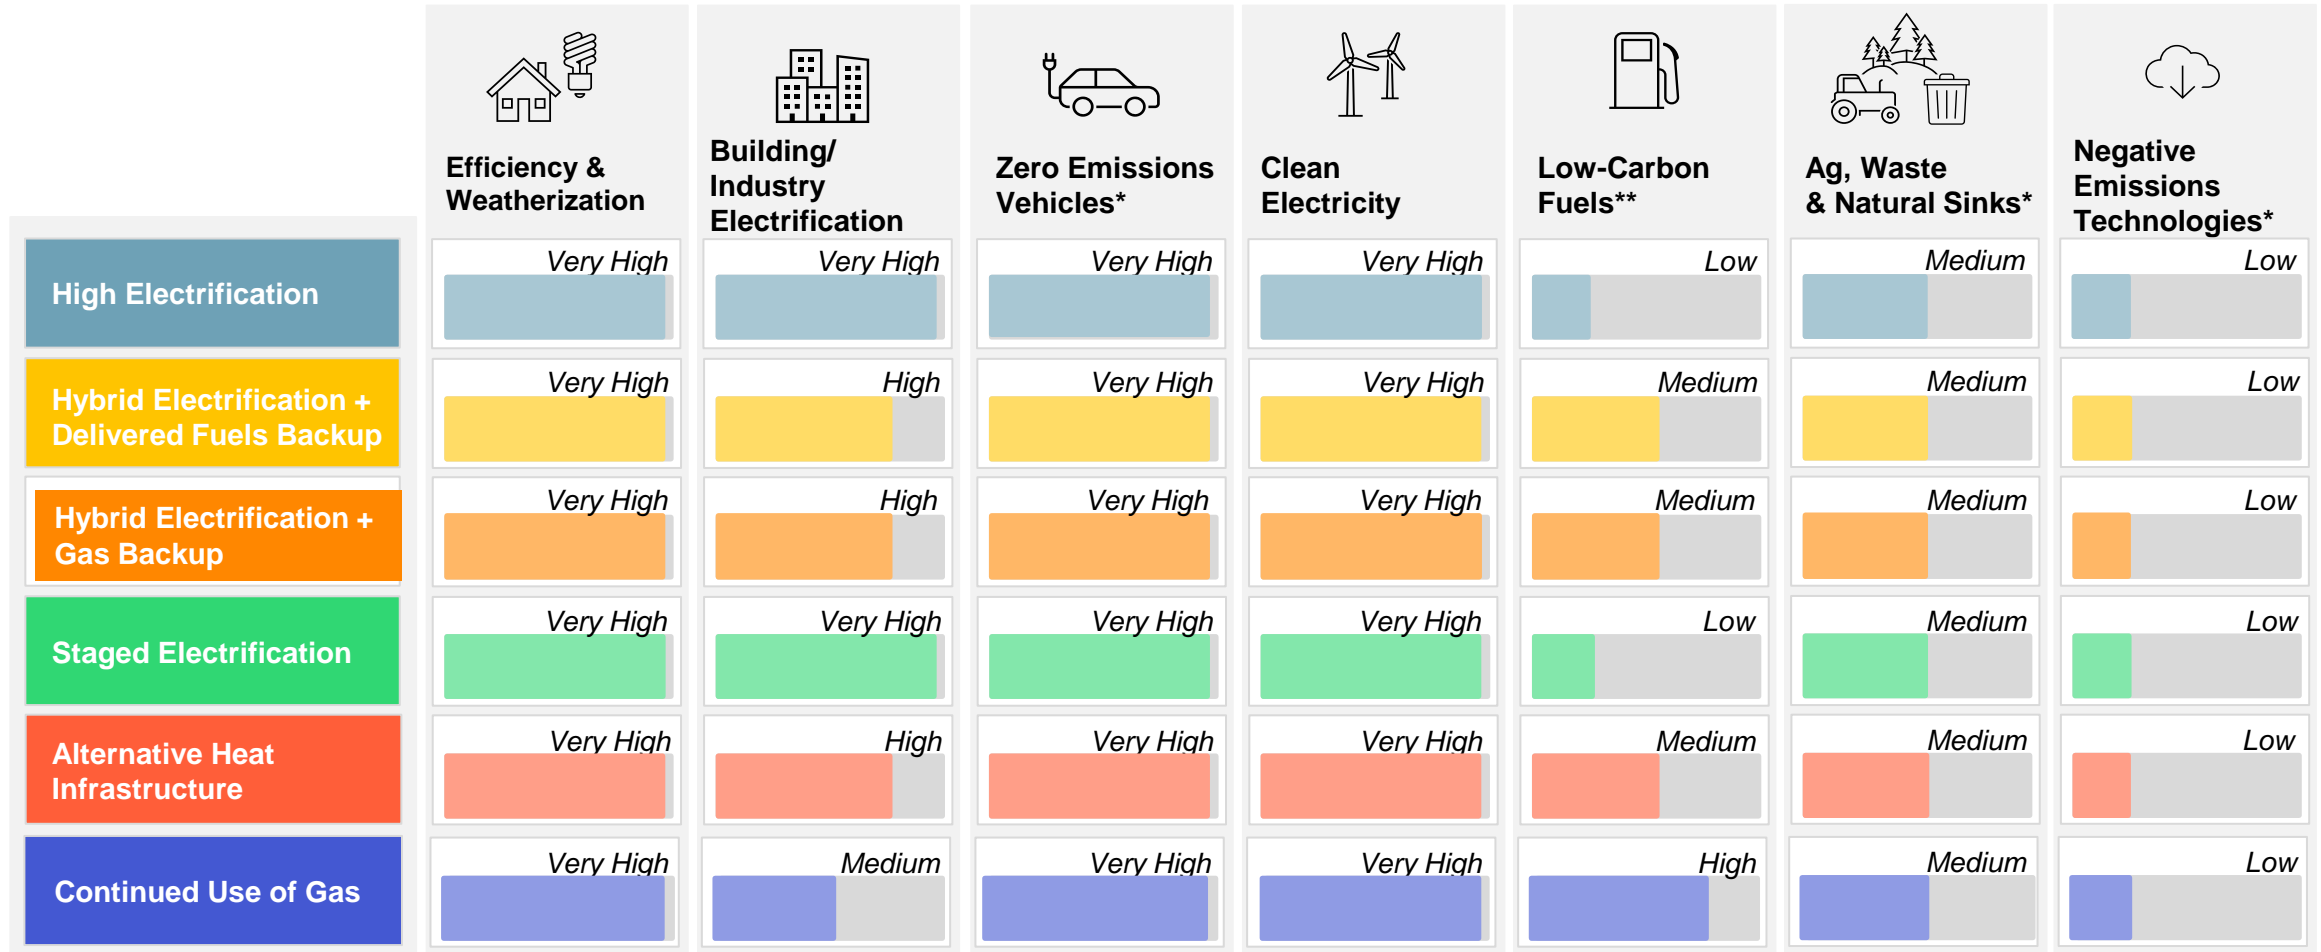 Efficiency &
Weatherization
Building/
Industry
Electrification
Zero Emissions
Vehicles*
Clean
Electricity
Low-Carbon
Fuels**
Ag, Waste
& Natural Sinks*
Negative
Emissions
Technologies*
High Electrification
Very High
Very High
Very High
Very High
Low
Medium
Low
Hybrid Electrification +
Delivered Fuels Backup
Very High
High
Very High
Very High
Medium
Medium
Low
Hybrid Electrification +
Gas Backup
Very High
High
Very High
Very High
Medium
Medium
Low
Staged Electrification
Very High
Very High
Very High
Very High
Low
Medium
Low
Alternative Heat
Infrastructure
Very High
High
Very High
Very High
Medium
Medium
Low
Continued Use of Gas
Very High
Medium
Very High
Very High
High
Medium
Low